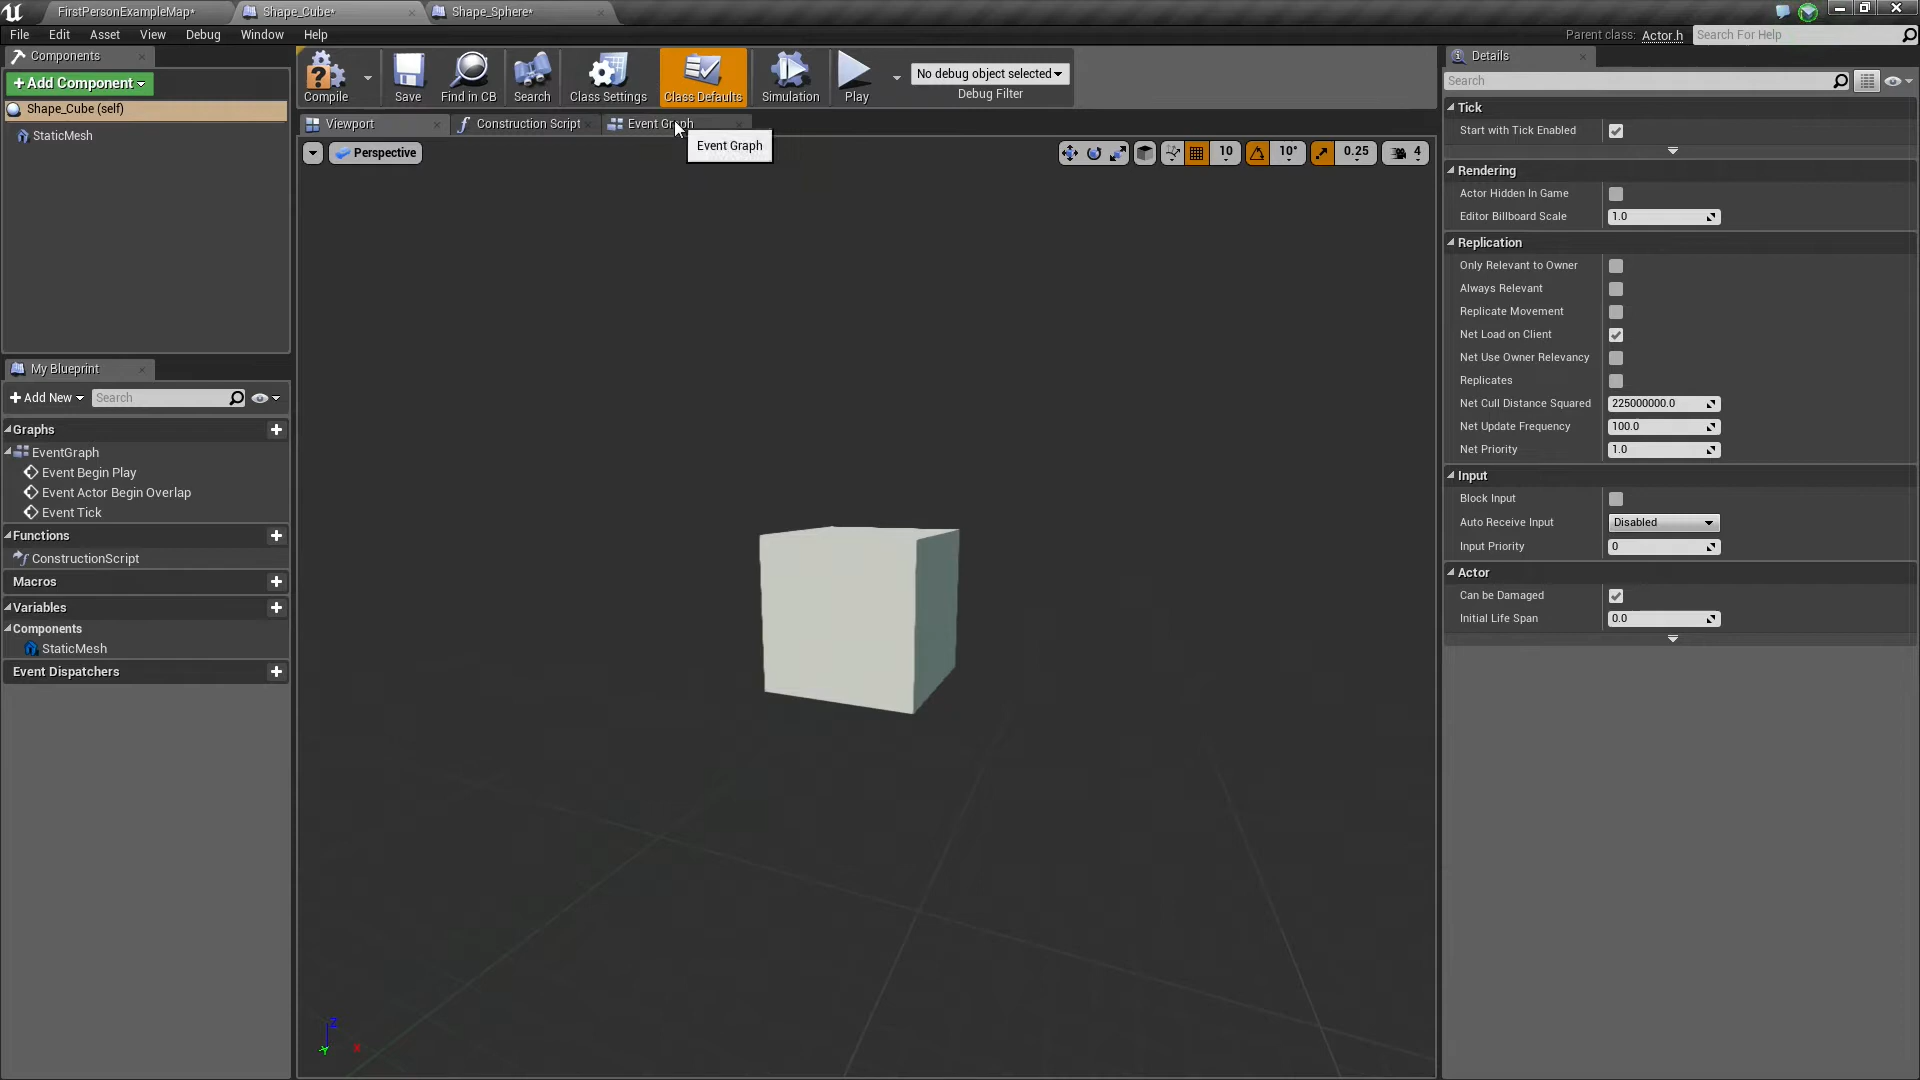 FirstPersonExampleMap*
Shape_Cube*
Shape_Sphere*
File Edit Asset View Debug Window Help
Parent class: Actor.h Search For Help
Components
+ Add Component
Shape_Cube (self)
StaticMesh
My Blueprint
+ Add New Search
Graphs
EventGraph
Event Begin Play
Event Actor Begin Overlap
Event Tick
Functions
ConstructionScript
Macros
Variables
Components
StaticMesh
Event Dispatchers
Compile Save Find in CB Search Class Settings Class Defaults Simulation Play
No debug object selected
Debug Filter
Viewport Construction Script Event Graph
Event Graph
Perspective
10 10° 0.25 4
Z
Y X
Details
Search
Tick
Start with Tick Enabled
Rendering
Actor Hidden In Game
Editor Billboard Scale 1.0
Replication
Only Relevant to Owner
Always Relevant
Replicate Movement
Net Load on Client
Net Use Owner Relevancy
Replicates
Net Cull Distance Squared 225000000.0
Net Update Frequency 100.0
Net Priority 1.0
Input
Block Input
Auto Receive Input Disabled
Input Priority 0
Actor
Can be Damaged
Initial Life Span 0.0